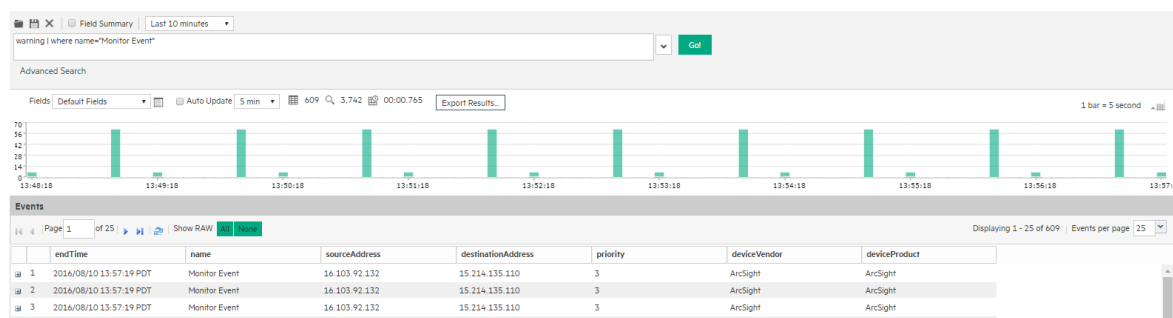 Field Summary Last 10 minutes
warning | where name="Monitor Event"
Go!
Advanced Search
Fields Default Fields Auto Update 5 min 609 3,742 00:00.765 Export Results... 1 bar = 5 second
70
56
42
28
14
0
13:48:18 13:49:18 13:50:18 13:51:18 13:52:18 13:53:18 13:54:18 13:55:18 13:56:18 13:57:
Events
Page 1 of 25 Show RAW All None Displaying 1 - 25 of 609 Events per page 25
endTime name sourceAddress destinationAddress priority deviceVendor deviceProduct
1 2016/08/10 13:57:19 PDT Monitor Event 16.103.92.132 15.214.135.110 3 ArcSight ArcSight
2 2016/08/10 13:57:19 PDT Monitor Event 16.103.92.132 15.214.135.110 3 ArcSight ArcSight
3 2016/08/10 13:57:19 PDT Monitor Event 16.103.92.132 15.214.135.110 3 ArcSight ArcSight